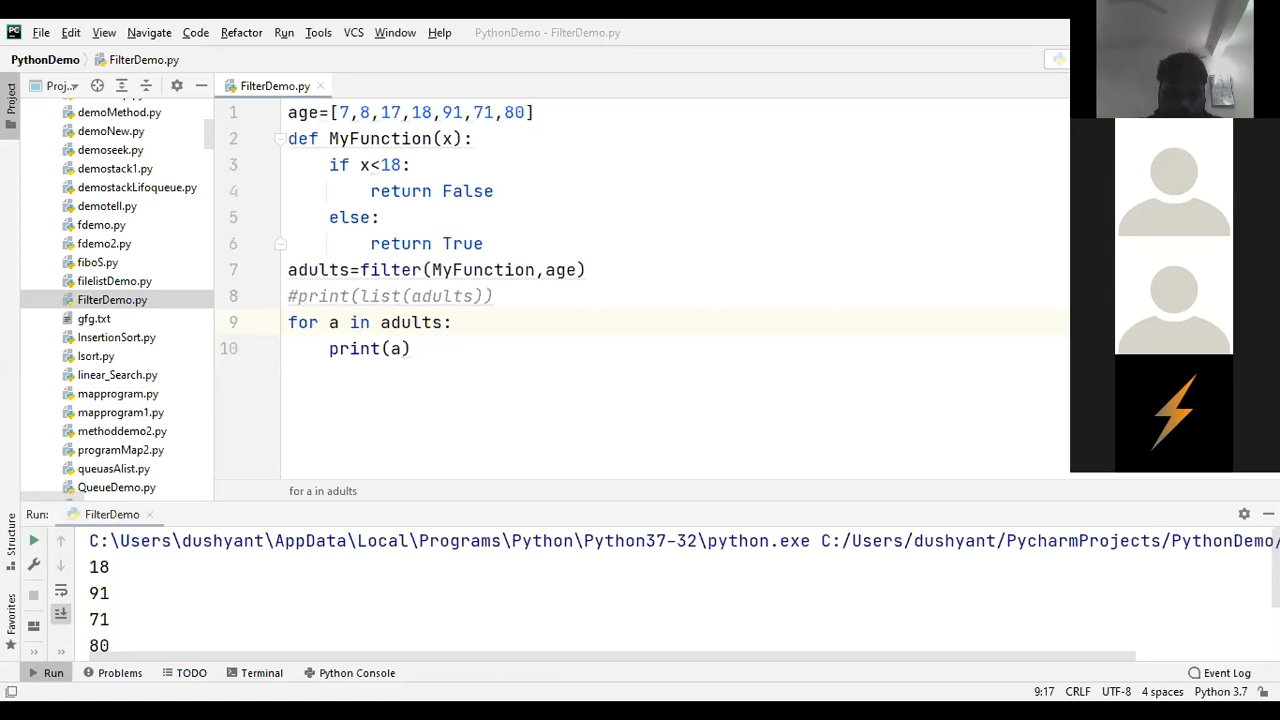 PC File Edit View Navigate Code Refactor Run Tools VCS Window Help PythonDemo - FilterDemo.py
PythonDemo FilterDemo.py
Project
Proj...
FilterDemo.py
demoMethod.py
demoNew.py
demoseek.py
demostack1.py
demostackLifoqueue.py
demotell.py
fdemo.py
fdemo2.py
fiboS.py
filelistDemo.py
FilterDemo.py
gfg.txt
InsertionSort.py
lsort.py
linear_Search.py
mapprogram.py
mapprogram1.py
methoddemo2.py
programMap2.py
queuasAlist.py
QueueDemo.py
1 age=[7,8,17,18,91,71,80]
2 def MyFunction(x):
3 if x<18:
4 return False
5 else:
6 return True
7 adults=filter(MyFunction,age)
8 #print(list(adults))
9 for a in adults:
10 print(a)
for a in adults
Structure
Favorites
Run: FilterDemo
C:\Users\dushyant\AppData\Local\Programs\Python\Python37-32\python.exe C:/Users/dushyant/PycharmProjects/PythonDemo/
18
91
71
80
Run Problems TODO Terminal Python Console Event Log
9:17 CRLF UTF-8 4 spaces Python 3.7